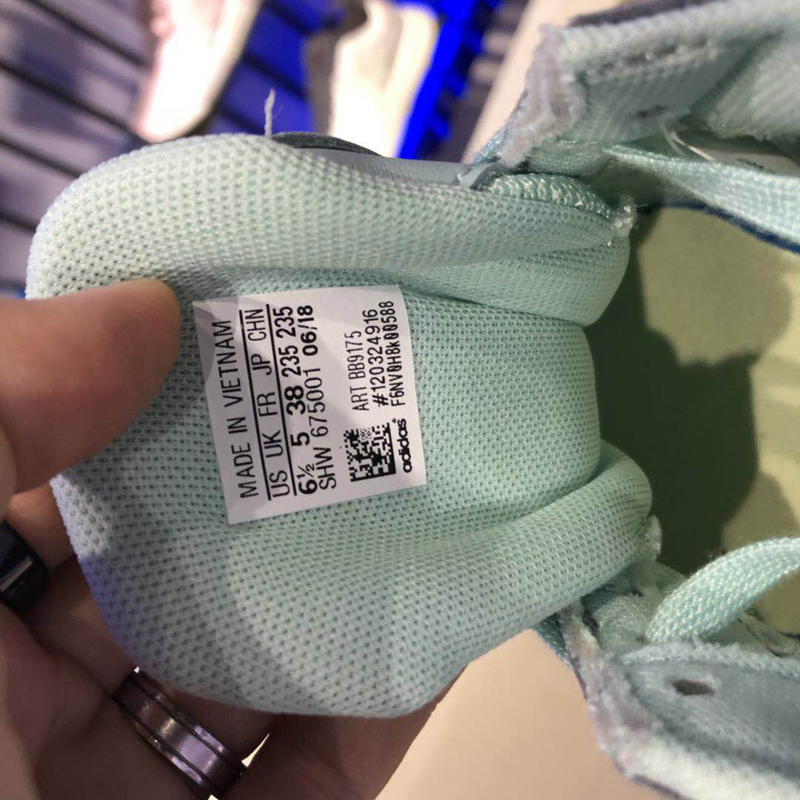 MADE IN VIETNAM
US UK FR JP CHN
6½ 5 38 235 235
SHW 675001 06/18
ART BB9175
#120324916
F6NV0H8k00588
adidas